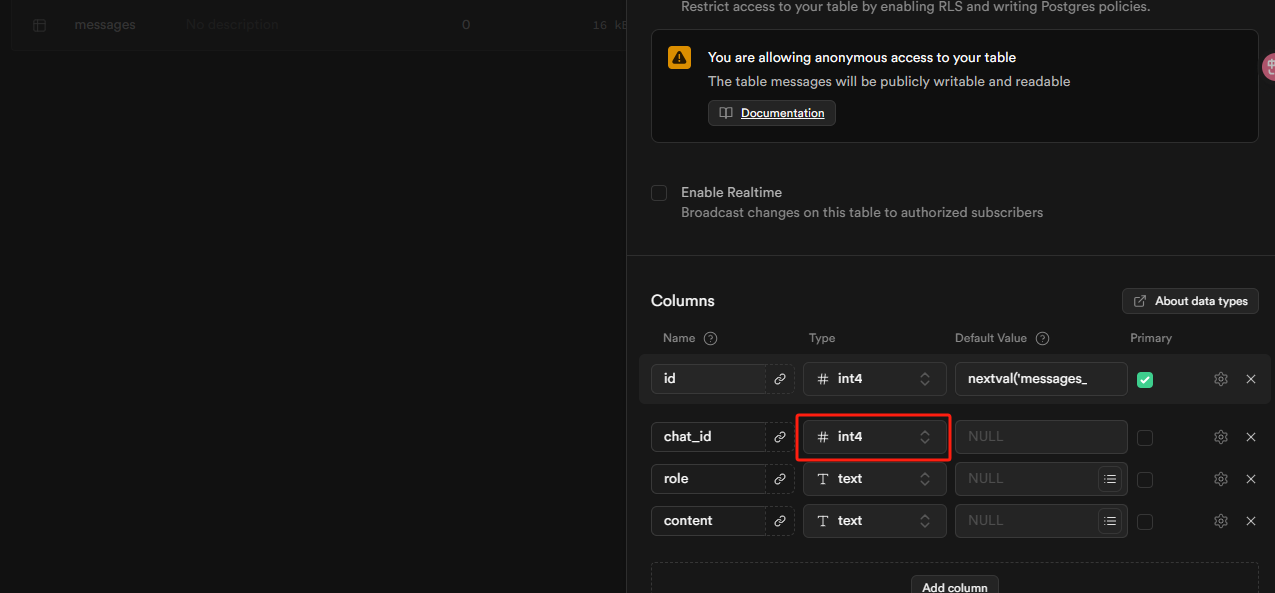 messages No description 0 16 kB
Restrict access to your table by enabling RLS and writing Postgres policies.
You are allowing anonymous access to your table
The table messages will be publicly writable and readable
Documentation
Enable Realtime
Broadcast changes on this table to authorized subscribers
Columns
About data types
Name Type Default Value Primary
id int4 nextval('messages_
chat_id int4 NULL
role text NULL
content text NULL
Add column